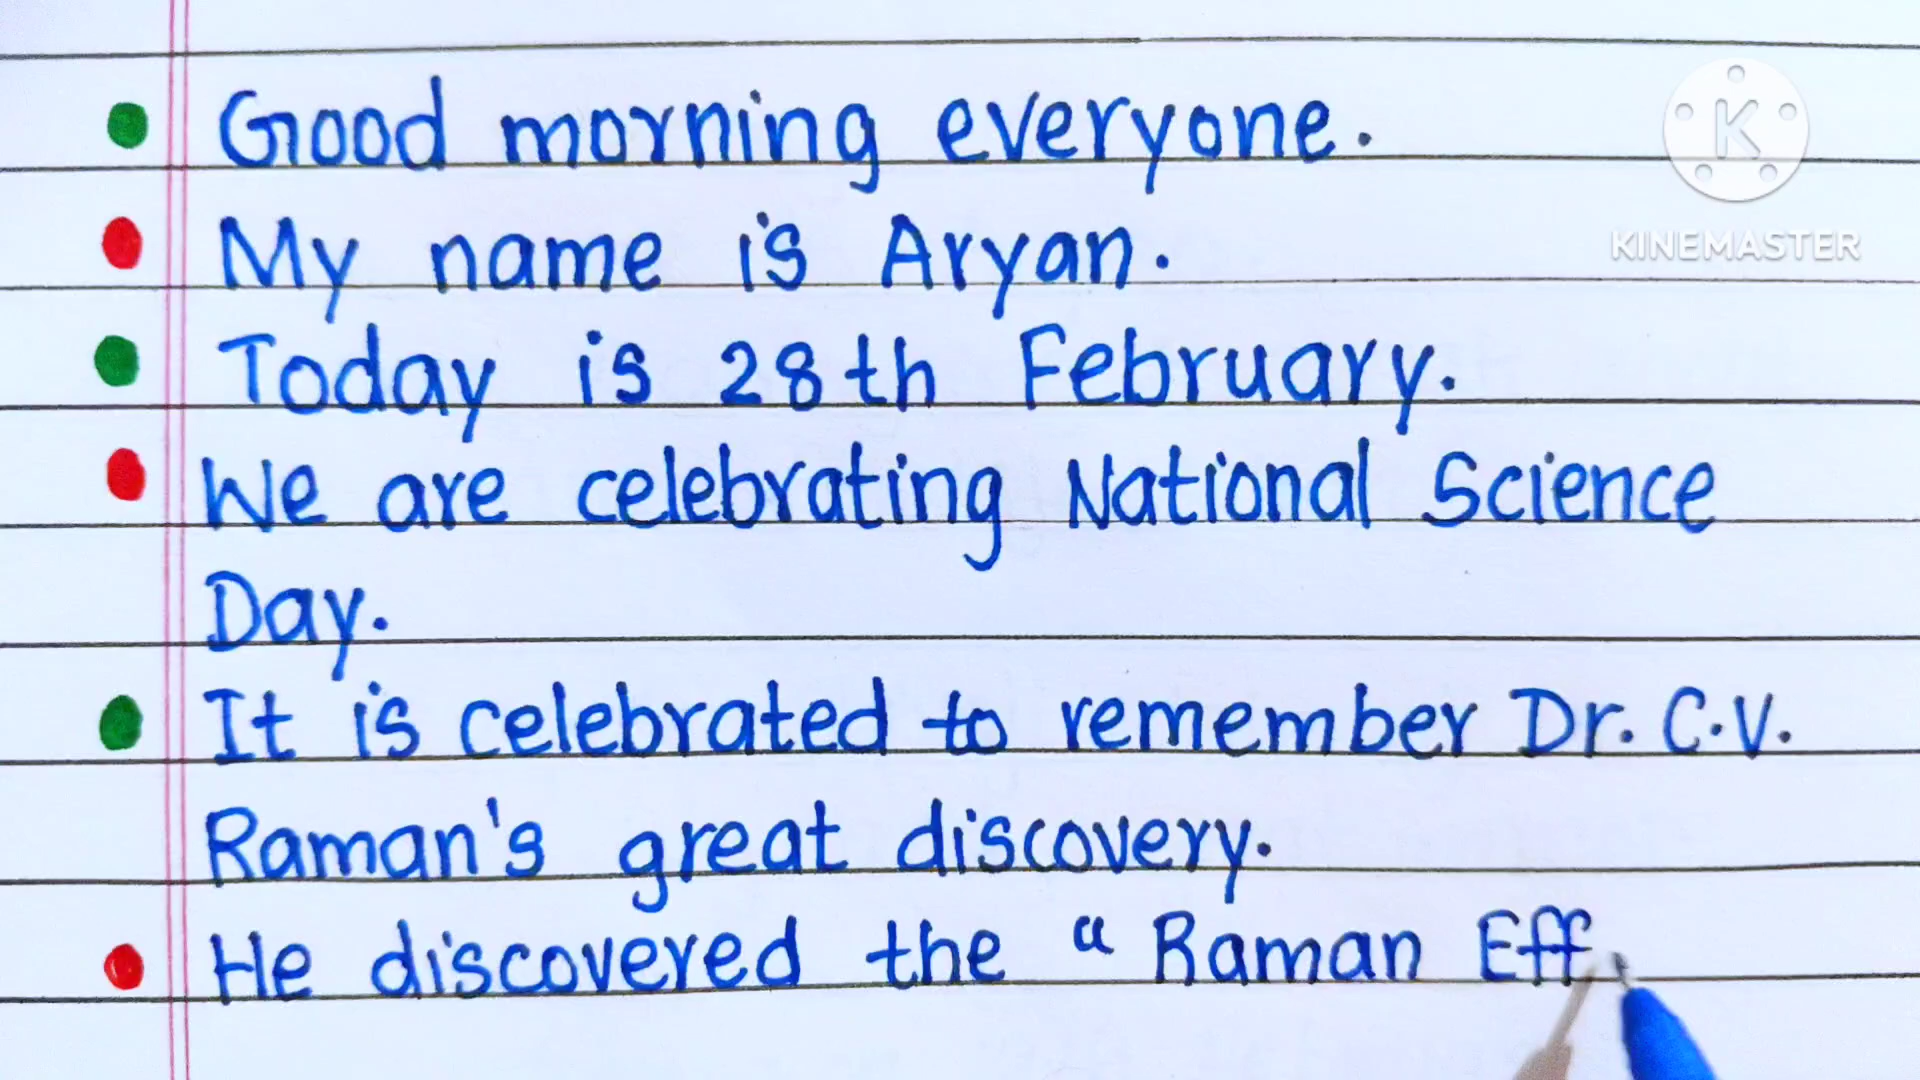 Good morning everyone.
My name is Aryan.
Today is 28th February.
We are celebrating National Science
Day.
It is celebrated to remember Dr. C.V.
Raman's great discovery.
He discovered the " Raman Eff
K
KINEMASTER